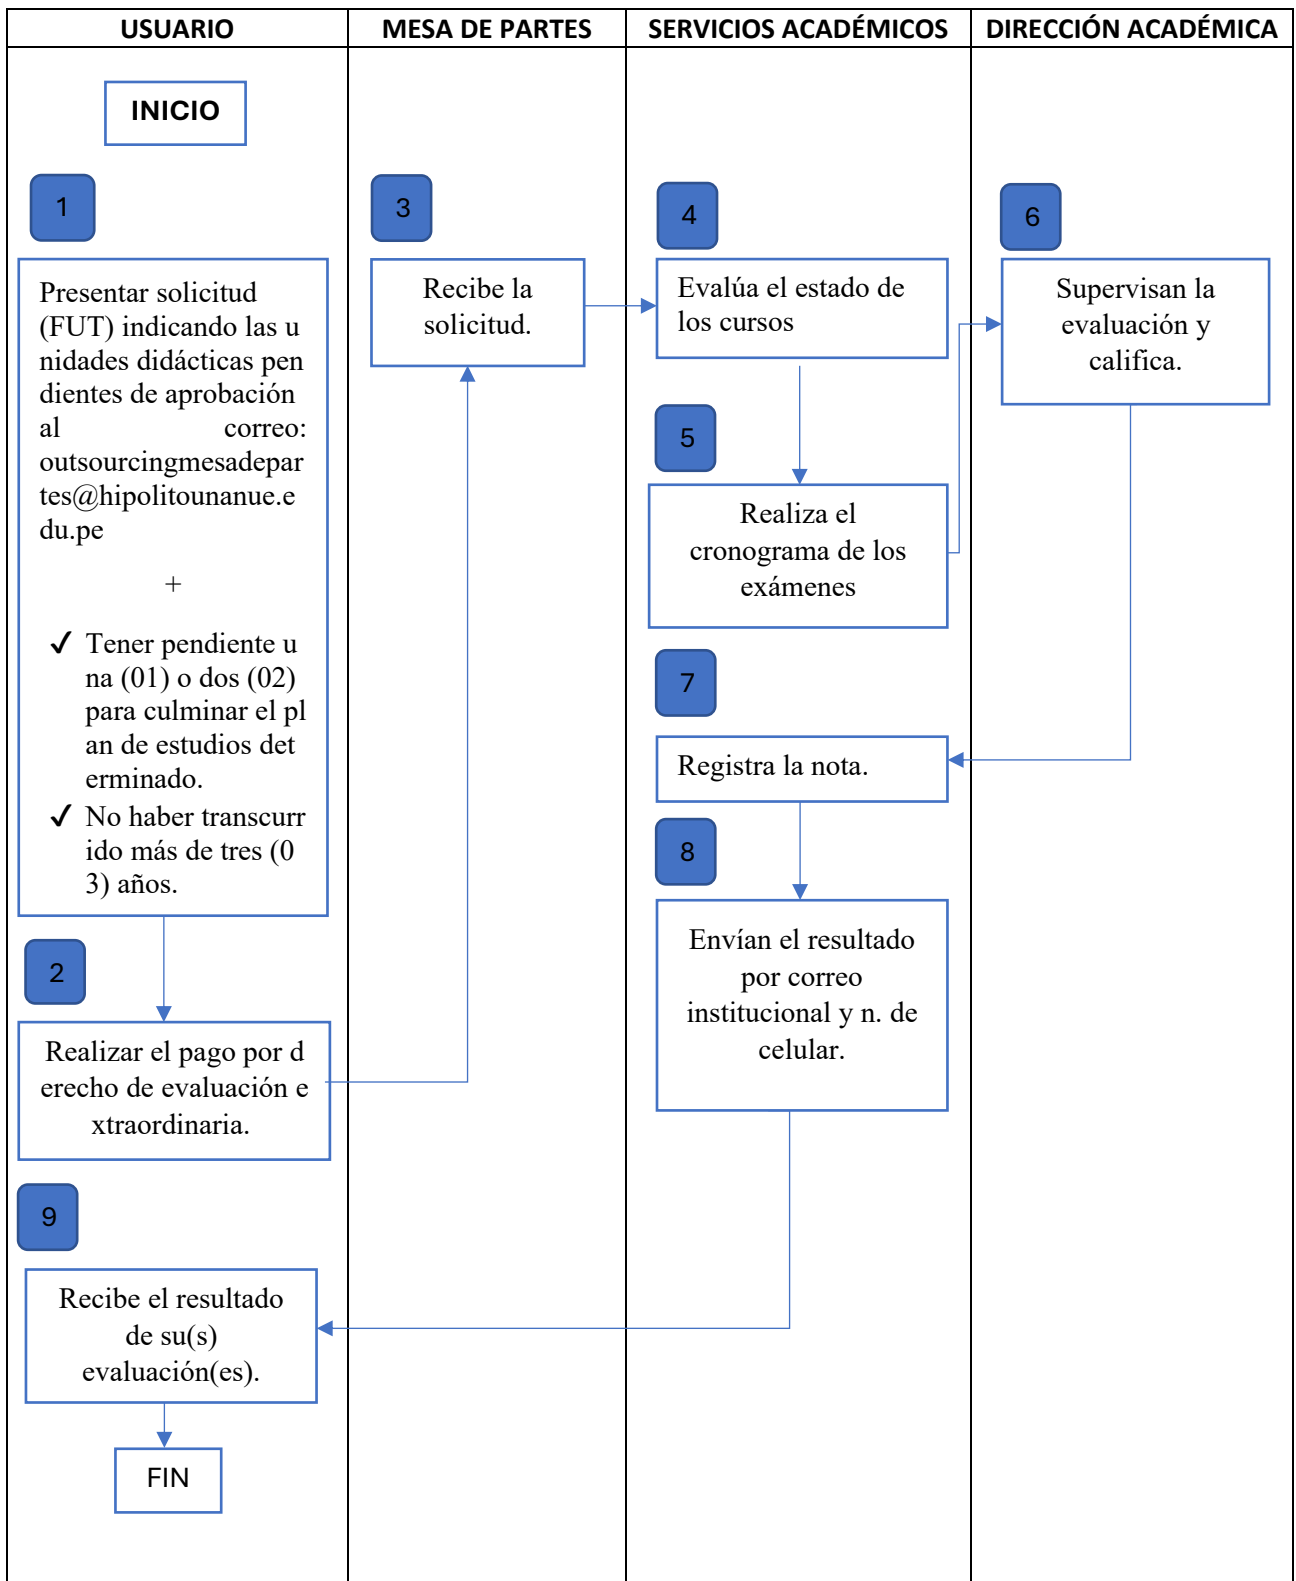 USUARIO
MESA DE PARTES
SERVICIOS ACADÉMICOS
DIRECCIÓN ACADÉMICA
INICIO
1
Presentar solicitud
(FUT) indicando las u
nidades didácticas pen
dientes de aprobación
al correo:
outsourcingmesadepar
tes@hipolitounanue.e
du.pe
+
✓ Tener pendiente u
na (01) o dos (02)
para culminar el pl
an de estudios det
erminado.
✓ No haber transcurr
ido más de tres (0
3) años.
2
Realizar el pago por d
erecho de evaluación e
xtraordinaria.
3
Recibe la
solicitud.
4
Evalúa el estado de
los cursos
5
Realiza el
cronograma de los
exámenes
6
Supervisan la
evaluación y
califica.
7
Registra la nota.
8
Envían el resultado
por correo
institucional y n. de
celular.
9
Recibe el resultado
de su(s)
evaluación(es).
FIN